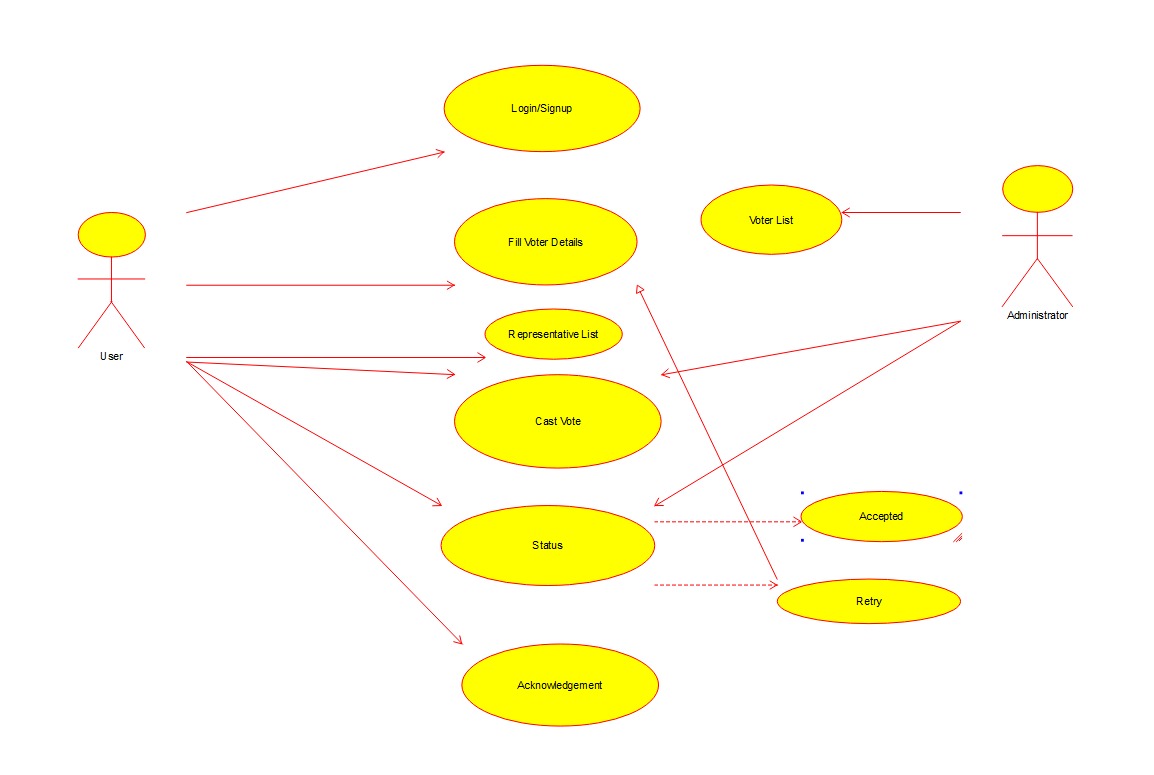 Login/Signup
Voter List
Fill Voter Details
Administrator
Representative List
User
Cast Vote
Accepted
Status
Retry
Acknowledgement